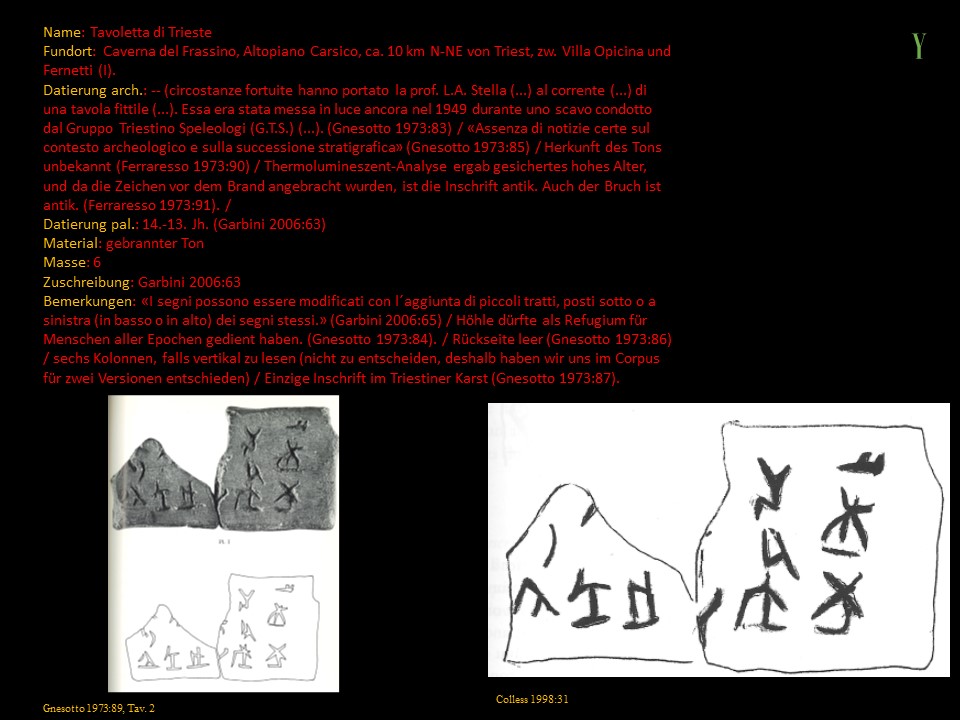 Name: Tavoletta di Trieste
Fundort: Caverna del Frassino, Altopiano Carsico, ca. 10 km N-NE von Triest, zw. Villa Opicina und
Fernetti (I).
Datierung arch.: -- (circostanze fortuite hanno portato la prof. L.A. Stella (...) al corrente (...) di
una tavola fittile (...). Essa era stata messa in luce ancora nel 1949 durante uno scavo condotto
dal Gruppo Triestino Speleologi (G.T.S.) (...). (Gnesotto 1973:83) / «Assenza di notizie certe sul
contesto archeologico e sulla successione stratigrafica» (Gnesotto 1973:85) / Herkunft des Tons
unbekannt (Ferraresso 1973:90) / Thermolumineszent-Analyse ergab gesichertes hohes Alter,
und da die Zeichen vor dem Brand angebracht wurden, ist die Inschrift antik. Auch der Bruch ist
antik. (Ferraresso 1973:91). /
Datierung pal.: 14.-13. Jh. (Garbini 2006:63)
Material: gebrannter Ton
Masse: 6
Zuschreibung: Garbini 2006:63
Bemerkungen: «I segni possono essere modificati con l´aggiunta di piccoli tratti, posti sotto o a
sinistra (in basso o in alto) dei segni stessi.» (Garbini 2006:65) / Höhle dürfte als Refugium für
Menschen aller Epochen gedient haben. (Gnesotto 1973:84). / Rückseite leer (Gnesotto 1973:86)
/ sechs Kolonnen, falls vertikal zu lesen (nicht zu entscheiden, deshalb haben wir uns im Corpus
für zwei Versionen entschieden) / Einzige Inschrift im Triestiner Karst (Gnesotto 1973:87).
Gnesotto 1973:89, Tav. 2
Colless 1998:31